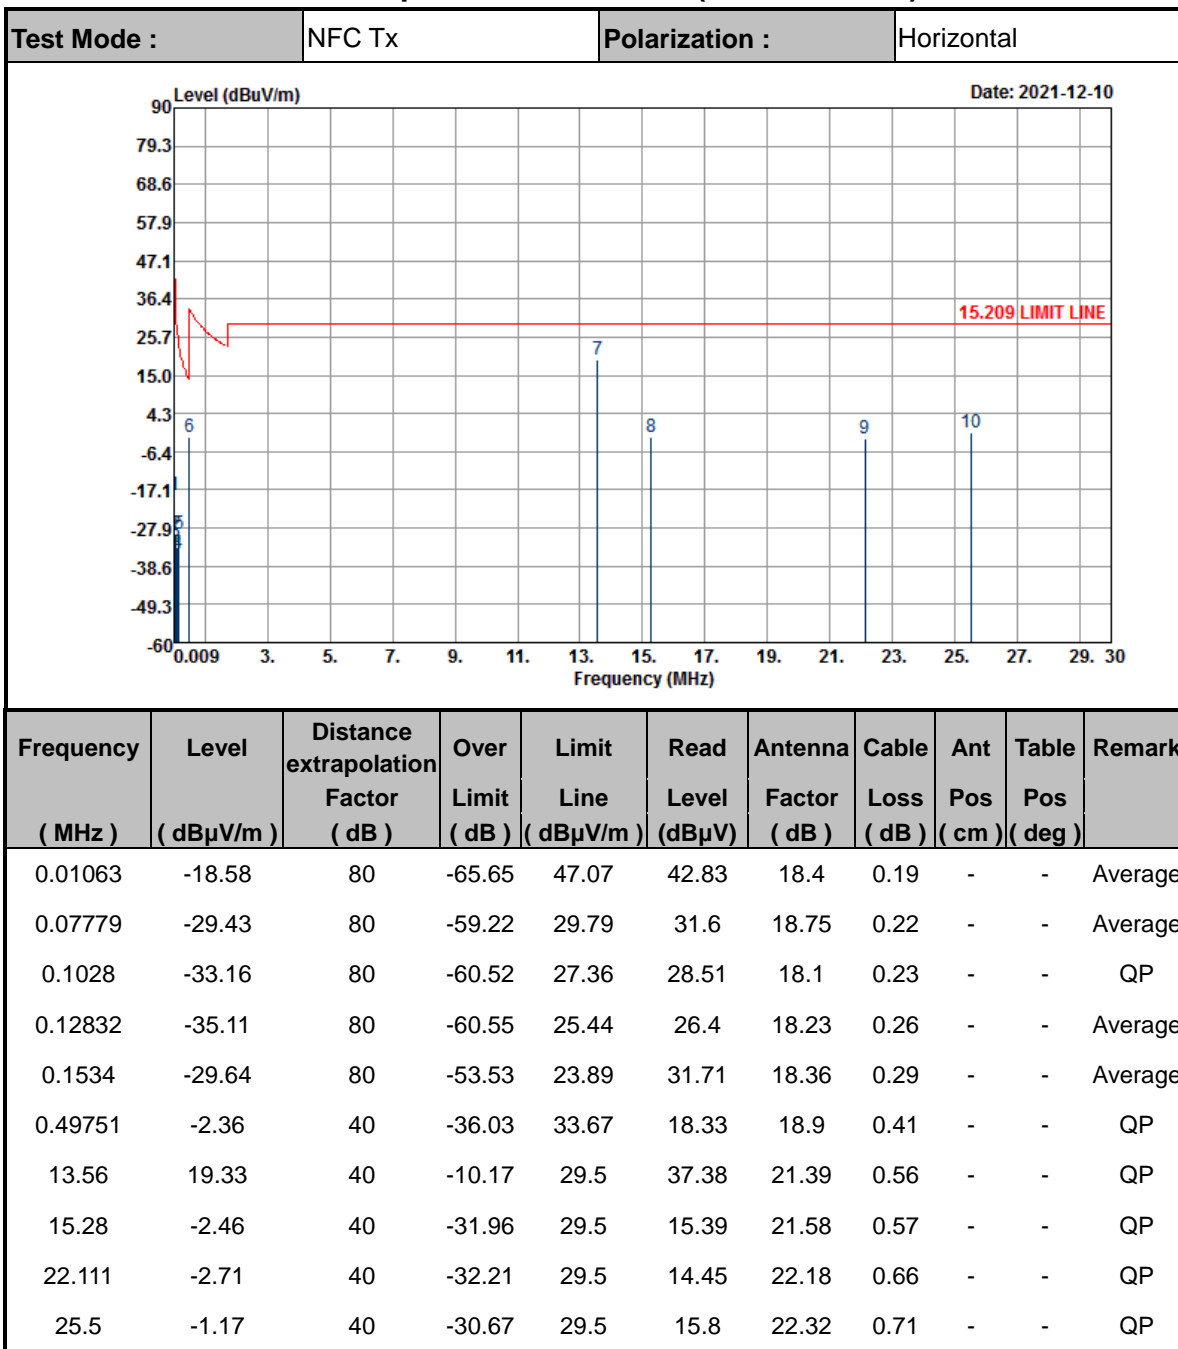 Test Mode : NFC Tx Polarization : Horizontal
Level (dBuV/m) Date: 2021-12-10
90
79.3
68.6
57.9
47.1
36.4
15.209 LIMIT LINE
25.7
7
15.0
4.3
6 8 9 10
-6.4
-17.1
-27.9
5
-38.6
-49.3
-60
0.009 3. 5. 7. 9. 11. 13. 15. 17. 19. 21. 23. 25. 27. 29. 30
Frequency (MHz)
Frequency Level Distance extrapolation Over Limit Read Antenna Cable Ant Table Remark
Factor Limit Line Level Factor Loss Pos Pos
( MHz ) ( dBµV/m ) ( dB ) ( dB ) ( dBµV/m ) (dBµV) ( dB ) ( dB ) ( cm ) ( deg )
0.01063 -18.58 80 -65.65 47.07 42.83 18.4 0.19 - - Average
0.07779 -29.43 80 -59.22 29.79 31.6 18.75 0.22 - - Average
0.1028 -33.16 80 -60.52 27.36 28.51 18.1 0.23 - - QP
0.12832 -35.11 80 -60.55 25.44 26.4 18.23 0.26 - - Average
0.1534 -29.64 80 -53.53 23.89 31.71 18.36 0.29 - - Average
0.49751 -2.36 40 -36.03 33.67 18.33 18.9 0.41 - - QP
13.56 19.33 40 -10.17 29.5 37.38 21.39 0.56 - - QP
15.28 -2.46 40 -31.96 29.5 15.39 21.58 0.57 - - QP
22.111 -2.71 40 -32.21 29.5 14.45 22.18 0.66 - - QP
25.5 -1.17 40 -30.67 29.5 15.8 22.32 0.71 - - QP